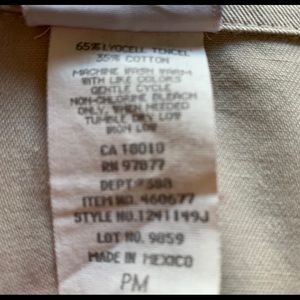 65% LYOCELL TENCEL
35% COTTON
MACHINE WASH WARM
WITH LIKE COLORS
GENTLE CYCLE
NON-CHLORINE BLEACH
ONLY, WHEN NEEDED
TUMBLE DRY LOW
IRON LOW
CA 18010
RN 97877
DEPT #388
ITEM NO. 460677
STYLE NO. 1241149J
LOT NO. 9859
MADE IN MEXICO
PM